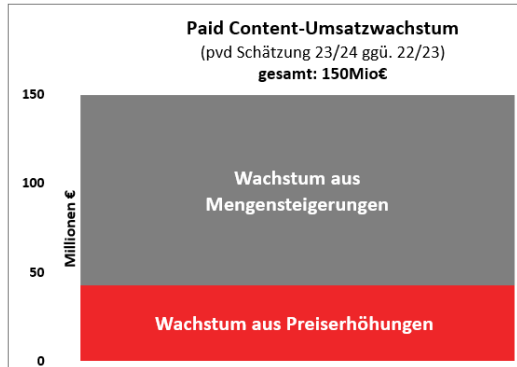 Paid Content-Umsatzwachstum
(pvd Schätzung 23/24 ggü. 22/23)
gesamt: 150Mio€
150
100
50
0
Millionen €
Wachstum aus
Mengensteigerungen
Wachstum aus Preiserhöhungen